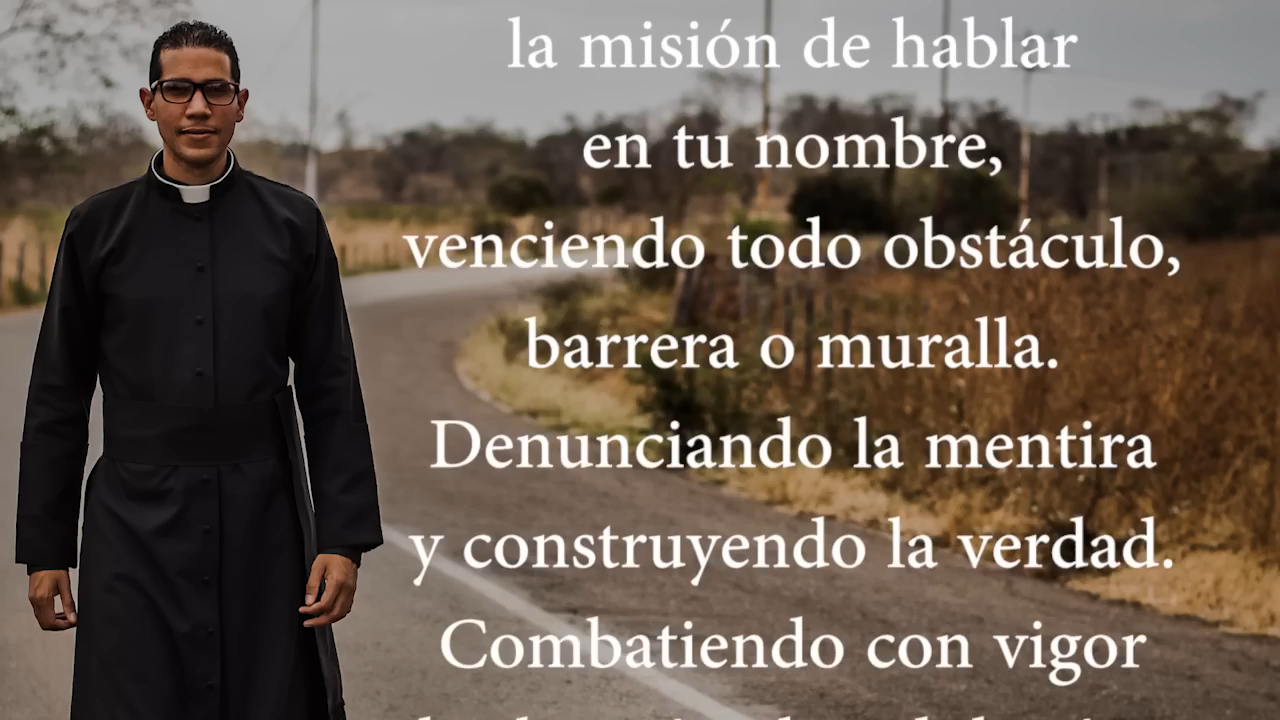 la misión de hablar
en tu nombre,
venciendo todo obstáculo,
barrera o muralla.
Denunciando la mentira
y construyendo la verdad.
Combatiendo con vigor